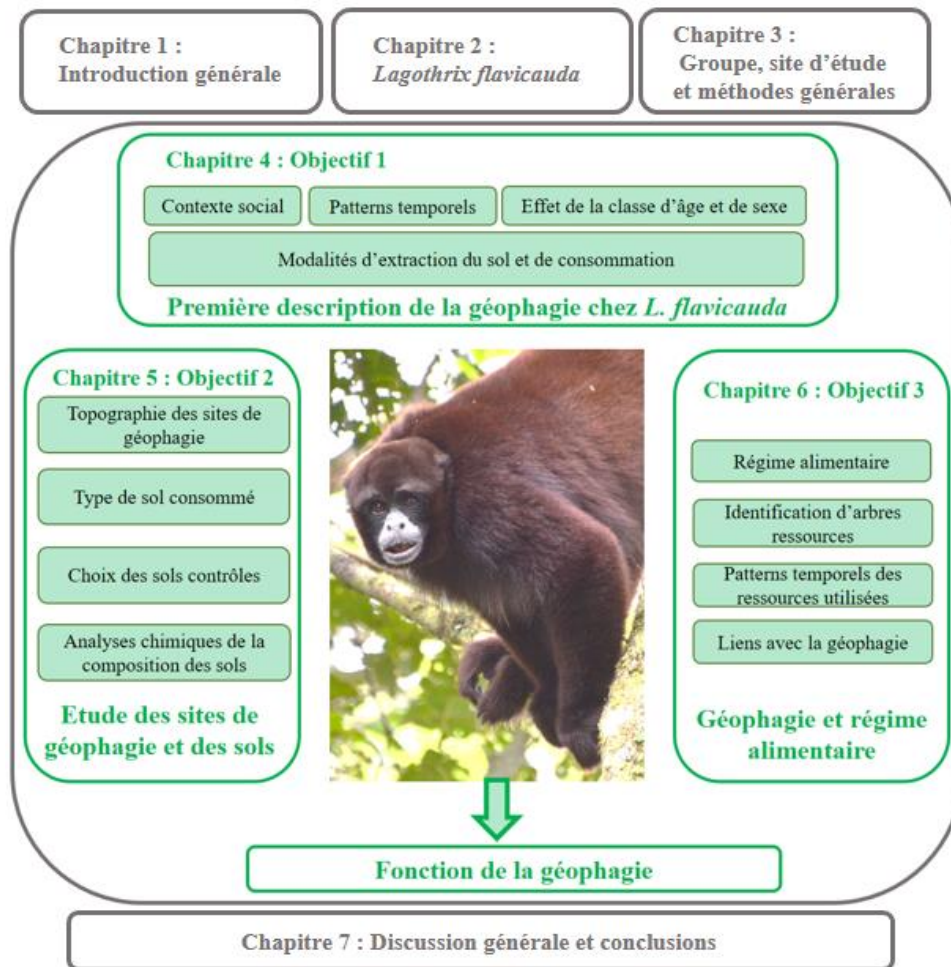 Chapitre 1 :
Introduction générale
Chapitre 2 :
Lagothrix flavicauda
Chapitre 3 :
Groupe, site d'étude
et méthodes générales
Chapitre 4 : Objectif 1
Contexte social
Patterns temporels
Effet de la classe d'âge et de sexe
Modalités d'extraction du sol et de consommation
Première description de la géophagie chez L. flavicauda
Chapitre 5 : Objectif 2
Topographie des sites de
géophagie
Type de sol consommé
Choix des sols contrôles
Analyses chimiques de la
composition des sols
Etude des sites de
géophagie et des sols
Chapitre 6 : Objectif 3
Régime alimentaire
Identification d'arbres
ressources
Patterns temporels des
ressources utilisées
Liens avec la géophagie
Géophagie et régime
alimentaire
Fonction de la géophagie
Chapitre 7 : Discussion générale et conclusions